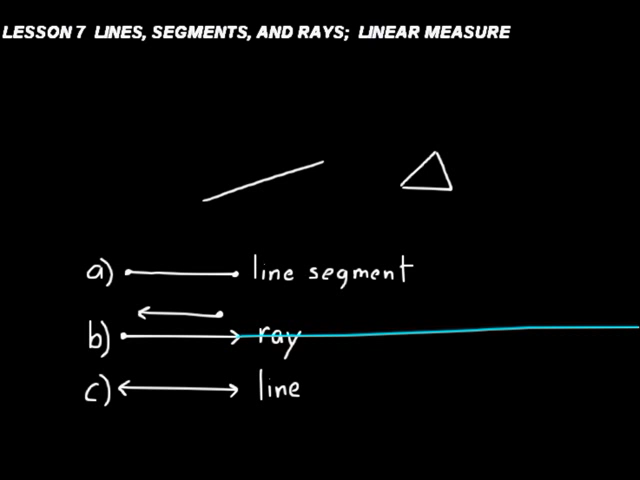 LESSON 7 LINES, SEGMENTS, AND RAYS; LINEAR MEASURE
a) line segment
b) ray
c) line